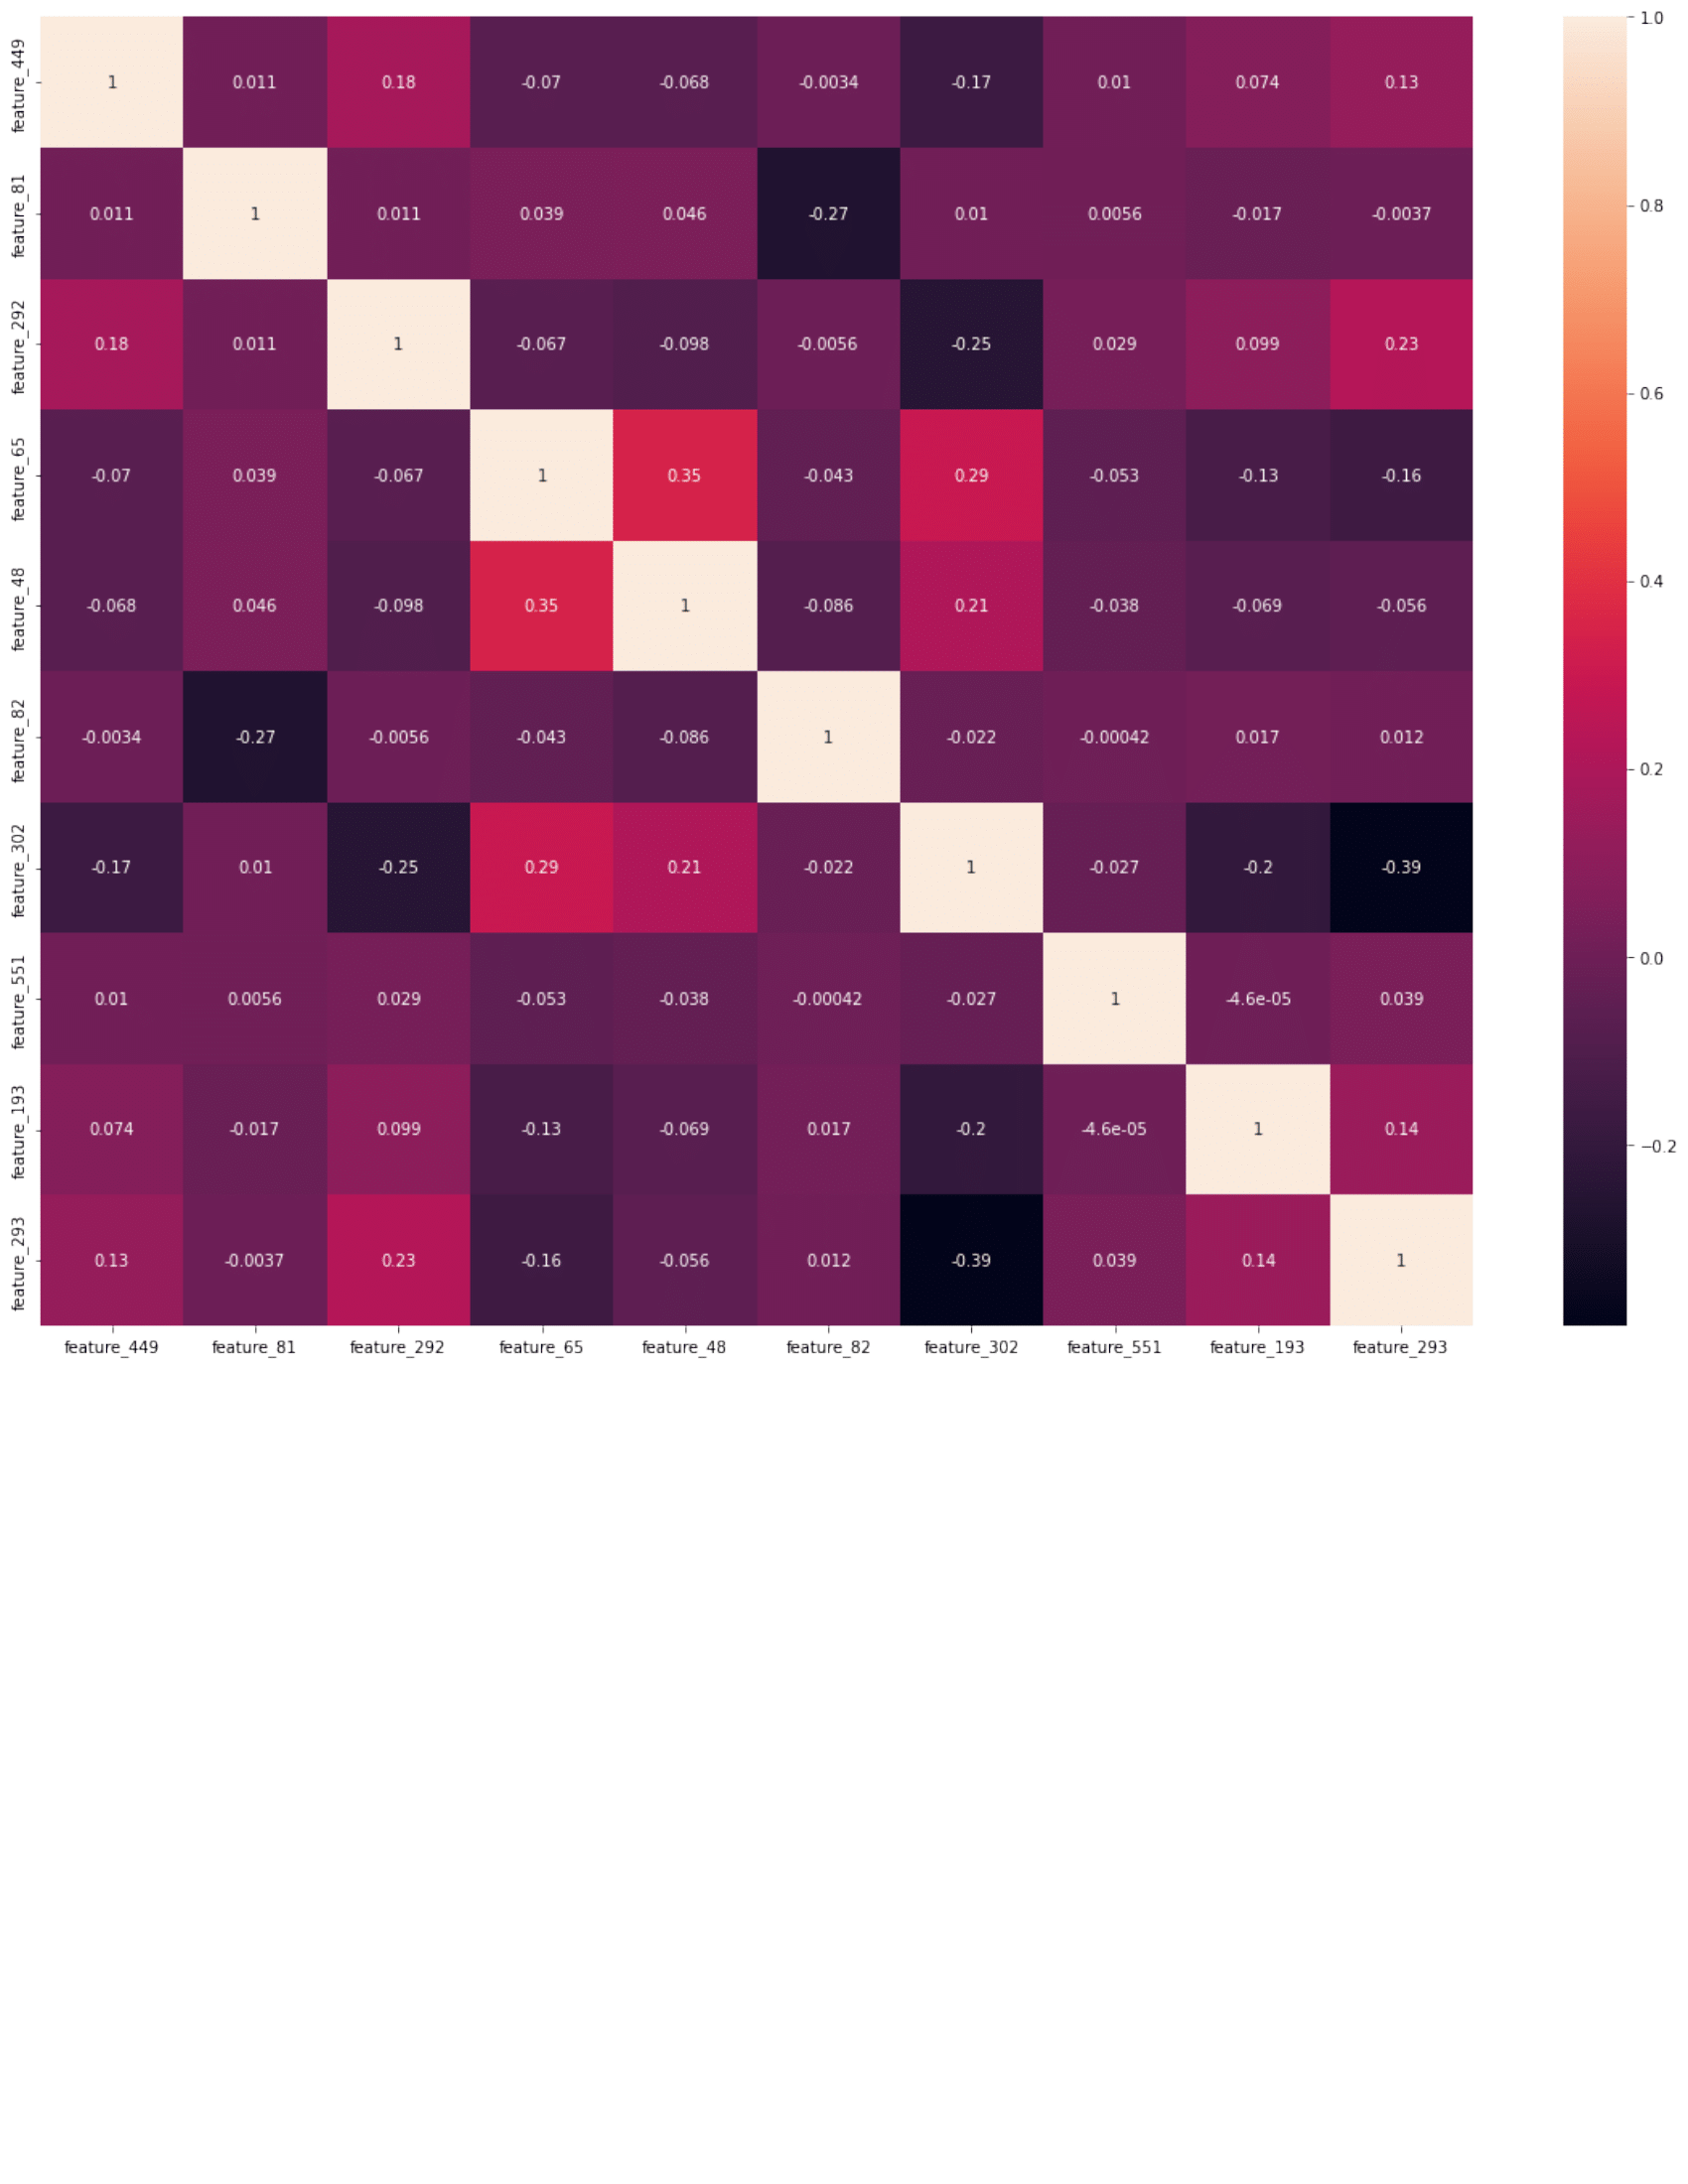 feature_449 1 0.011 0.18 -0.07 -0.068 -0.0034 -0.17 0.01 0.074 0.13
feature_81 0.011 1 0.011 0.039 0.046 -0.27 0.01 0.0056 -0.017 -0.0037
feature_292 0.18 0.011 1 -0.067 -0.098 -0.0056 -0.25 0.029 0.099 0.23
feature_65 -0.07 0.039 -0.067 1 0.35 -0.043 0.29 -0.053 -0.13 -0.16
feature_48 -0.068 0.046 -0.098 0.35 1 -0.086 0.21 -0.038 -0.069 -0.056
feature_82 -0.0034 -0.27 -0.0056 -0.043 -0.086 1 -0.022 -0.00042 0.017 0.012
feature_302 -0.17 0.01 -0.25 0.29 0.21 -0.022 1 -0.027 -0.2 -0.39
feature_551 0.01 0.0056 0.029 -0.053 -0.038 -0.00042 -0.027 1 -4.6e-05 0.039
feature_193 0.074 -0.017 0.099 -0.13 -0.069 0.017 -0.2 -4.6e-05 1 0.14
feature_293 0.13 -0.0037 0.23 -0.16 -0.056 0.012 -0.39 0.039 0.14 1
feature_449 feature_81 feature_292 feature_65 feature_48 feature_82 feature_302 feature_551 feature_193 feature_293
1.0
0.8
0.6
0.4
0.2
0.0
−0.2